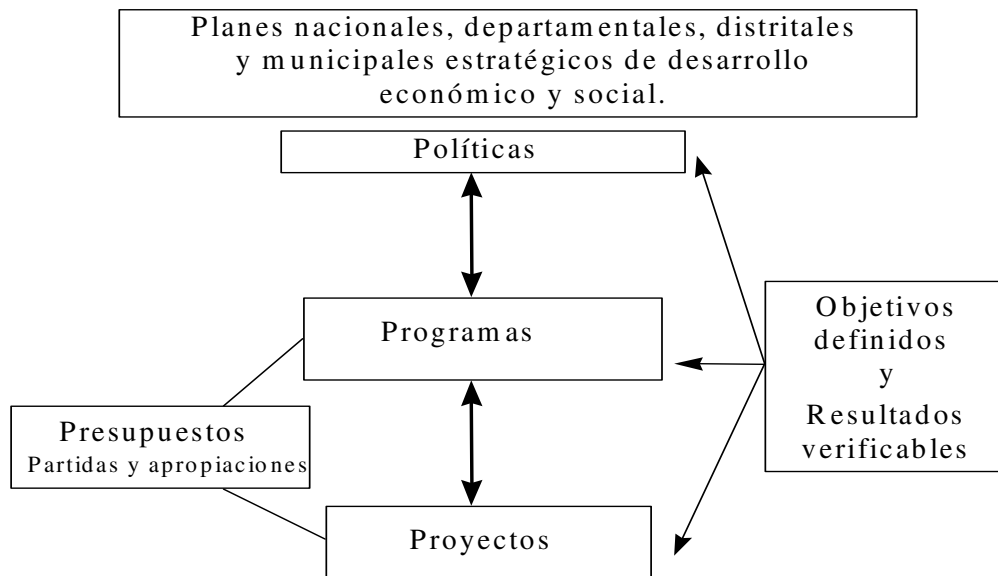 Planes nacionales, departamentales, distritales
y municipales estratégicos de desarrollo
económico y social.
Políticas
Programas
Objetivos
definidos
y
Resultados
verificables
Presupuestos
Partidas y apropiaciones
Proyectos